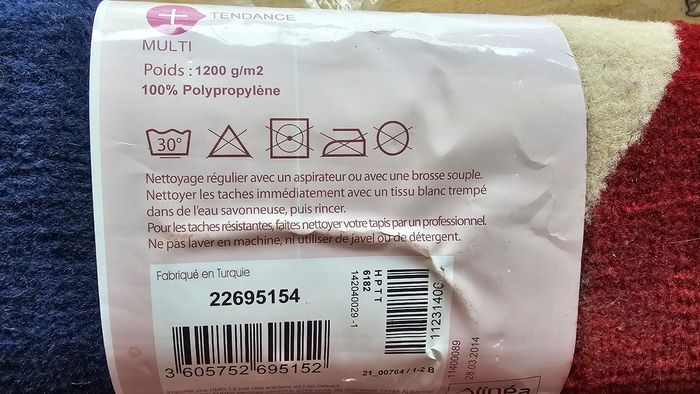 TENDANCE
MULTI
Poids : 1200 g/m2
100% Polypropylène
30°
Nettoyage régulier avec un aspirateur ou avec une brosse souple.
Nettoyer les taches immédiatement avec un tissu blanc trempé
dans de l'eau savonneuse, puis rincer.
Pour les taches résistantes, faites nettoyer votre tapis par un professionnel.
Ne pas laver en machine, ni utiliser de javel ou de détergent.
Fabriqué en Turquie
22695154
3 605752 695152
HPTT
6182
142040029 -1
1123140
21_00764 / 1-2 B
11400089
28.03.2014
Alinéa